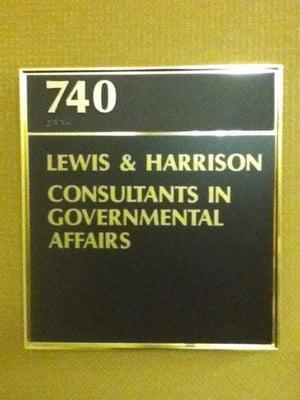 740
LEWIS & HARRISON
CONSULTANTS IN
GOVERNMENTAL
AFFAIRS